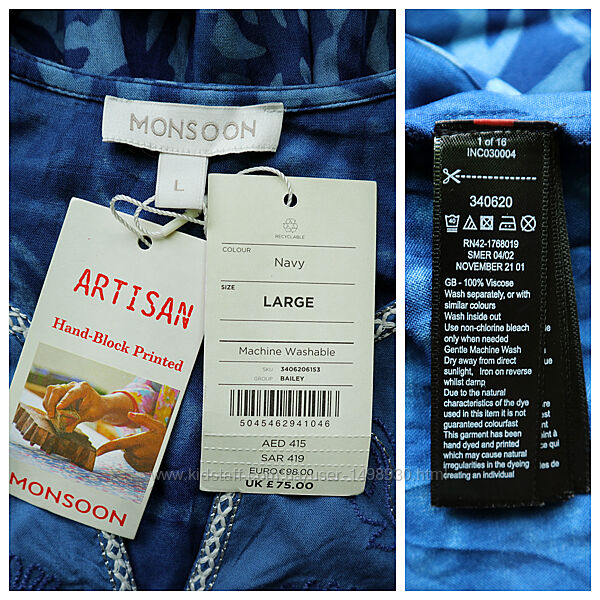 MONSOON
L
ARTISAN
Hand-Block Printed
MONSOON
RECYCLABLE
COLOUR
Navy
SIZE
LARGE
Machine Washable
SKU 3406206153
GROUP BAILEY
5045462941046
AED 415
SAR 419
EURO €98.00
UK £75.00
1 of 16
INC030004
340620
RN42-1768019
SMER 04/02
NOVEMBER 21 01
GB - 100% Viscose
Wash separately, or with
similar colours
Wash Inside out
Use non-chlorine bleach
only when needed
Gentle Machine Wash
Dry away from direct
sunlight, Iron on reverse
whilst damp
Due to the natural
characteristics of the dye
used in this item it is not
guaranteed colourfast
This garment has been
hand dyed and printed
which may cause natural
irregularities in the dyeing
creating an individual